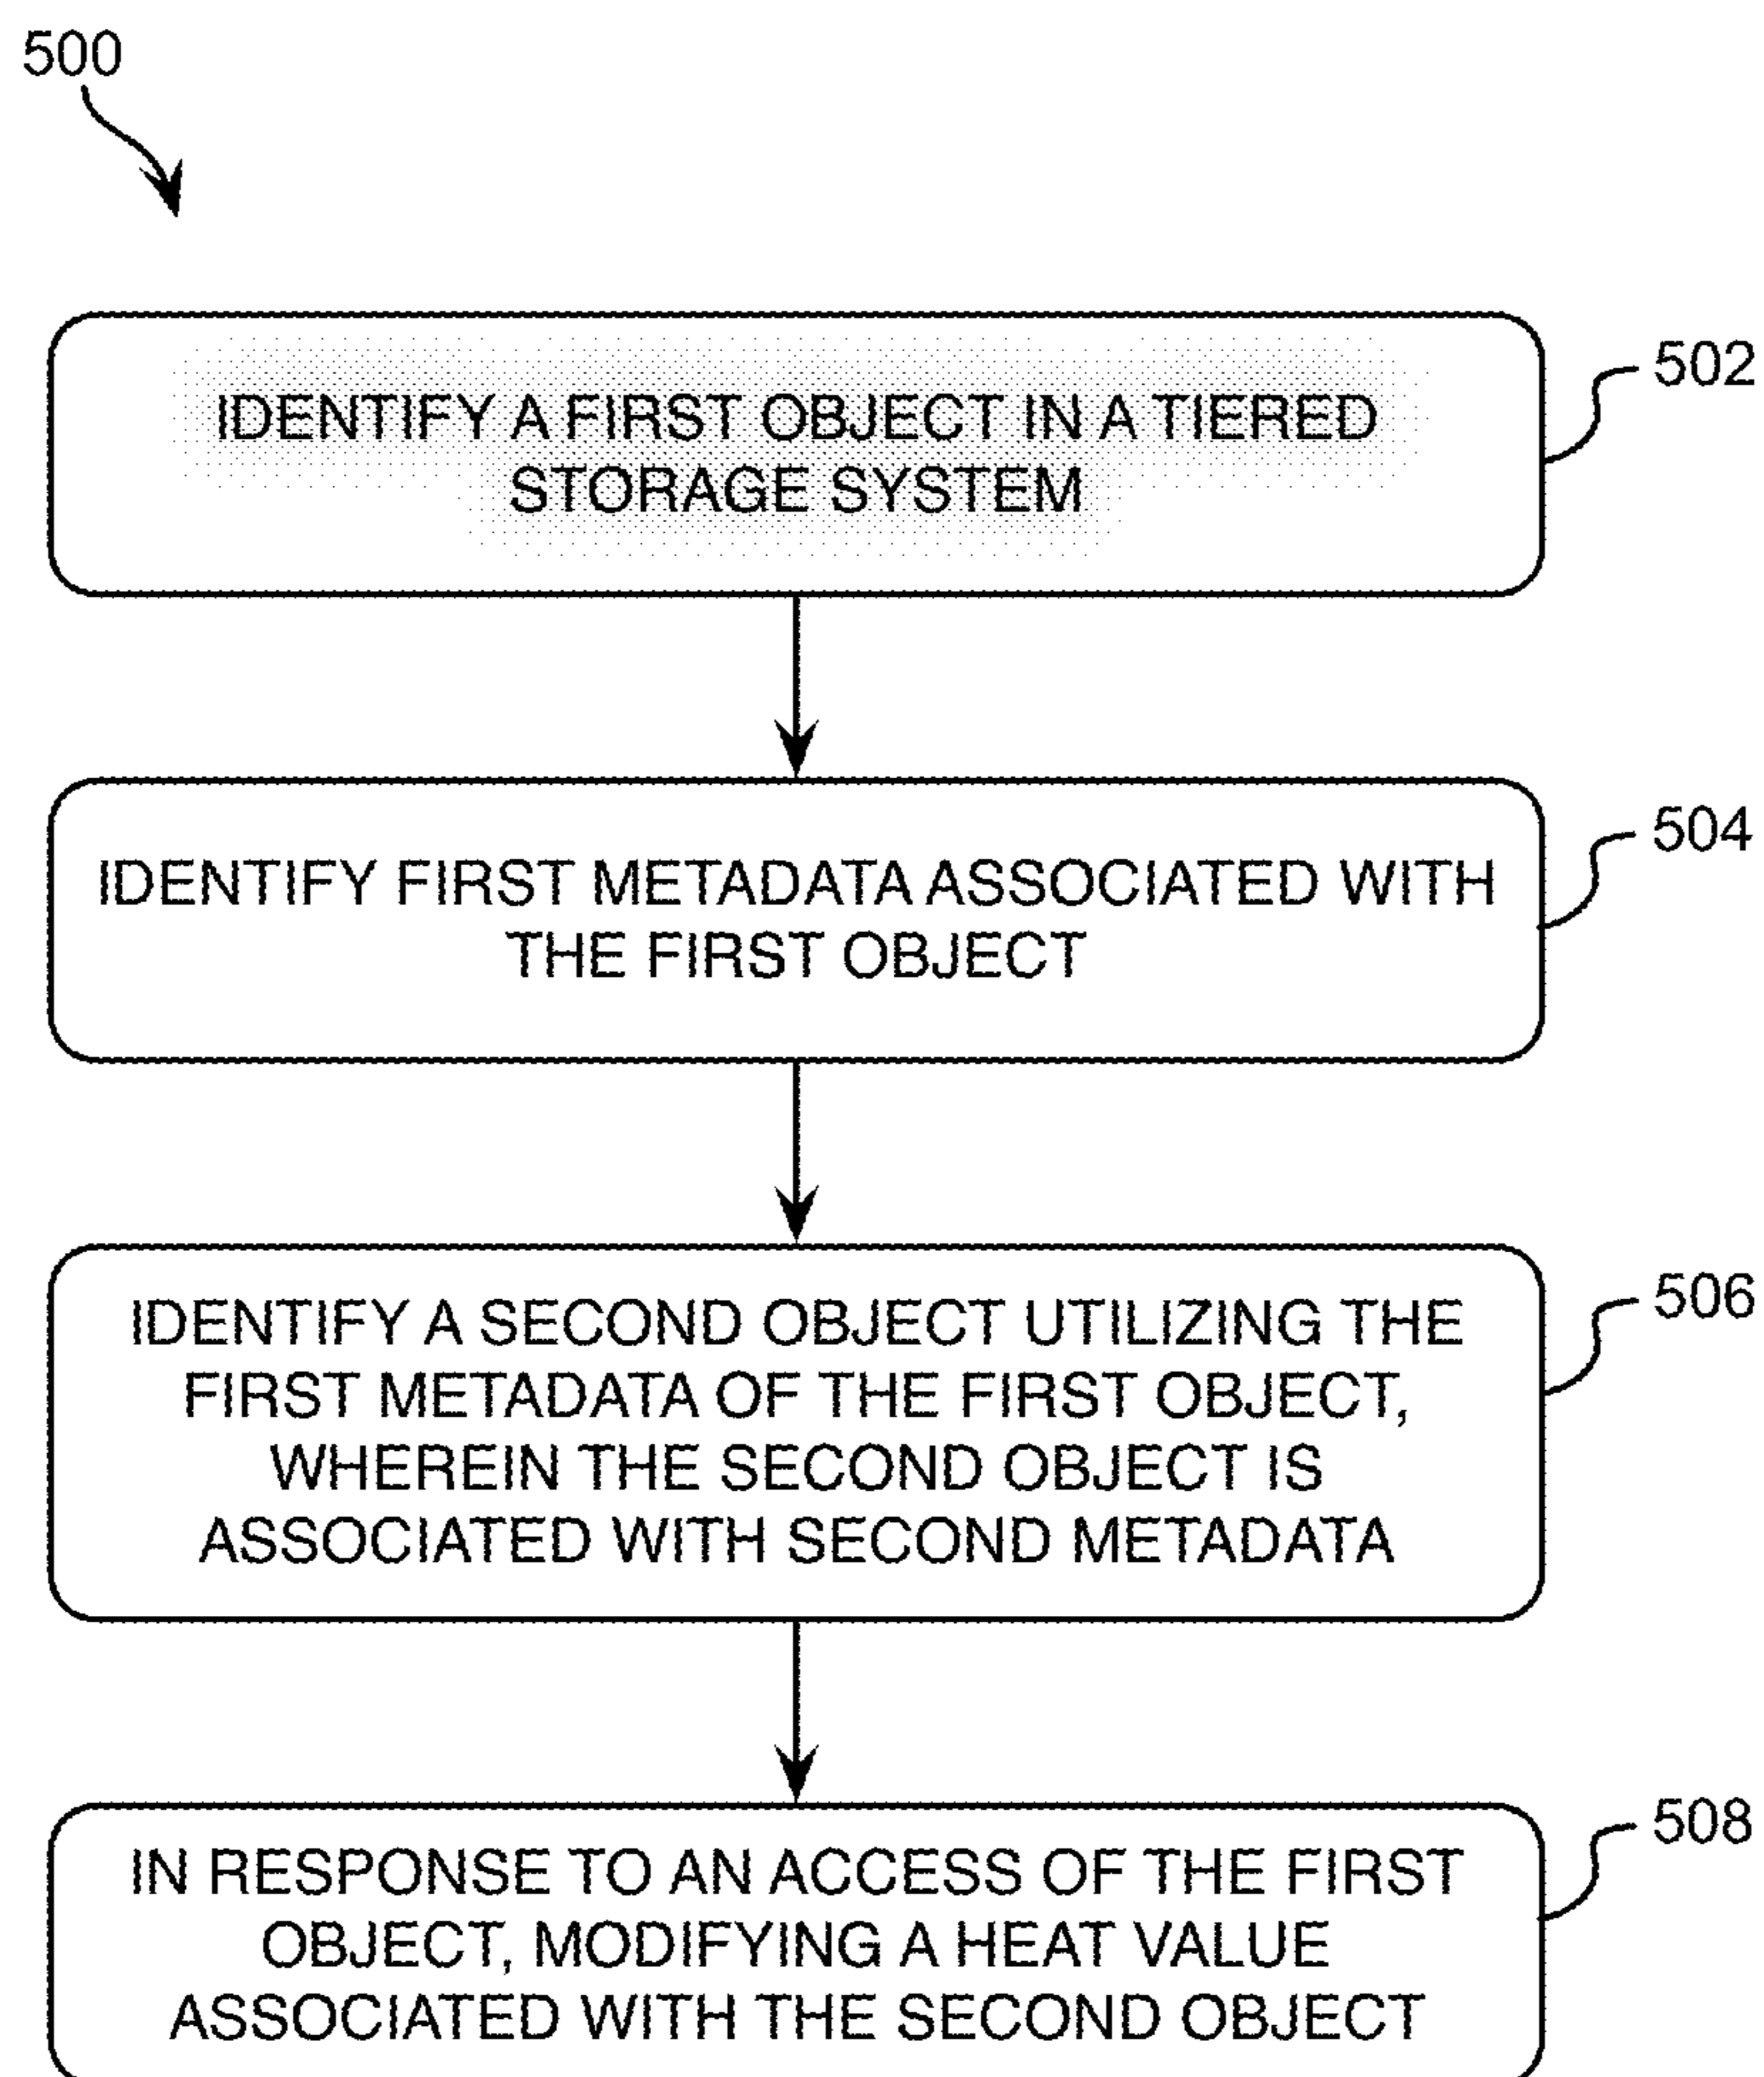 500
IDENTIFY A FIRST OBJECT IN A TIERED
STORAGE SYSTEM
502
IDENTIFY FIRST METADATA ASSOCIATED WITH
THE FIRST OBJECT
504
IDENTIFY A SECOND OBJECT UTILIZING THE
FIRST METADATA OF THE FIRST OBJECT,
WHEREIN THE SECOND OBJECT IS
ASSOCIATED WITH SECOND METADATA
506
IN RESPONSE TO AN ACCESS OF THE FIRST
OBJECT, MODIFYING A HEAT VALUE
ASSOCIATED WITH THE SECOND OBJECT
508